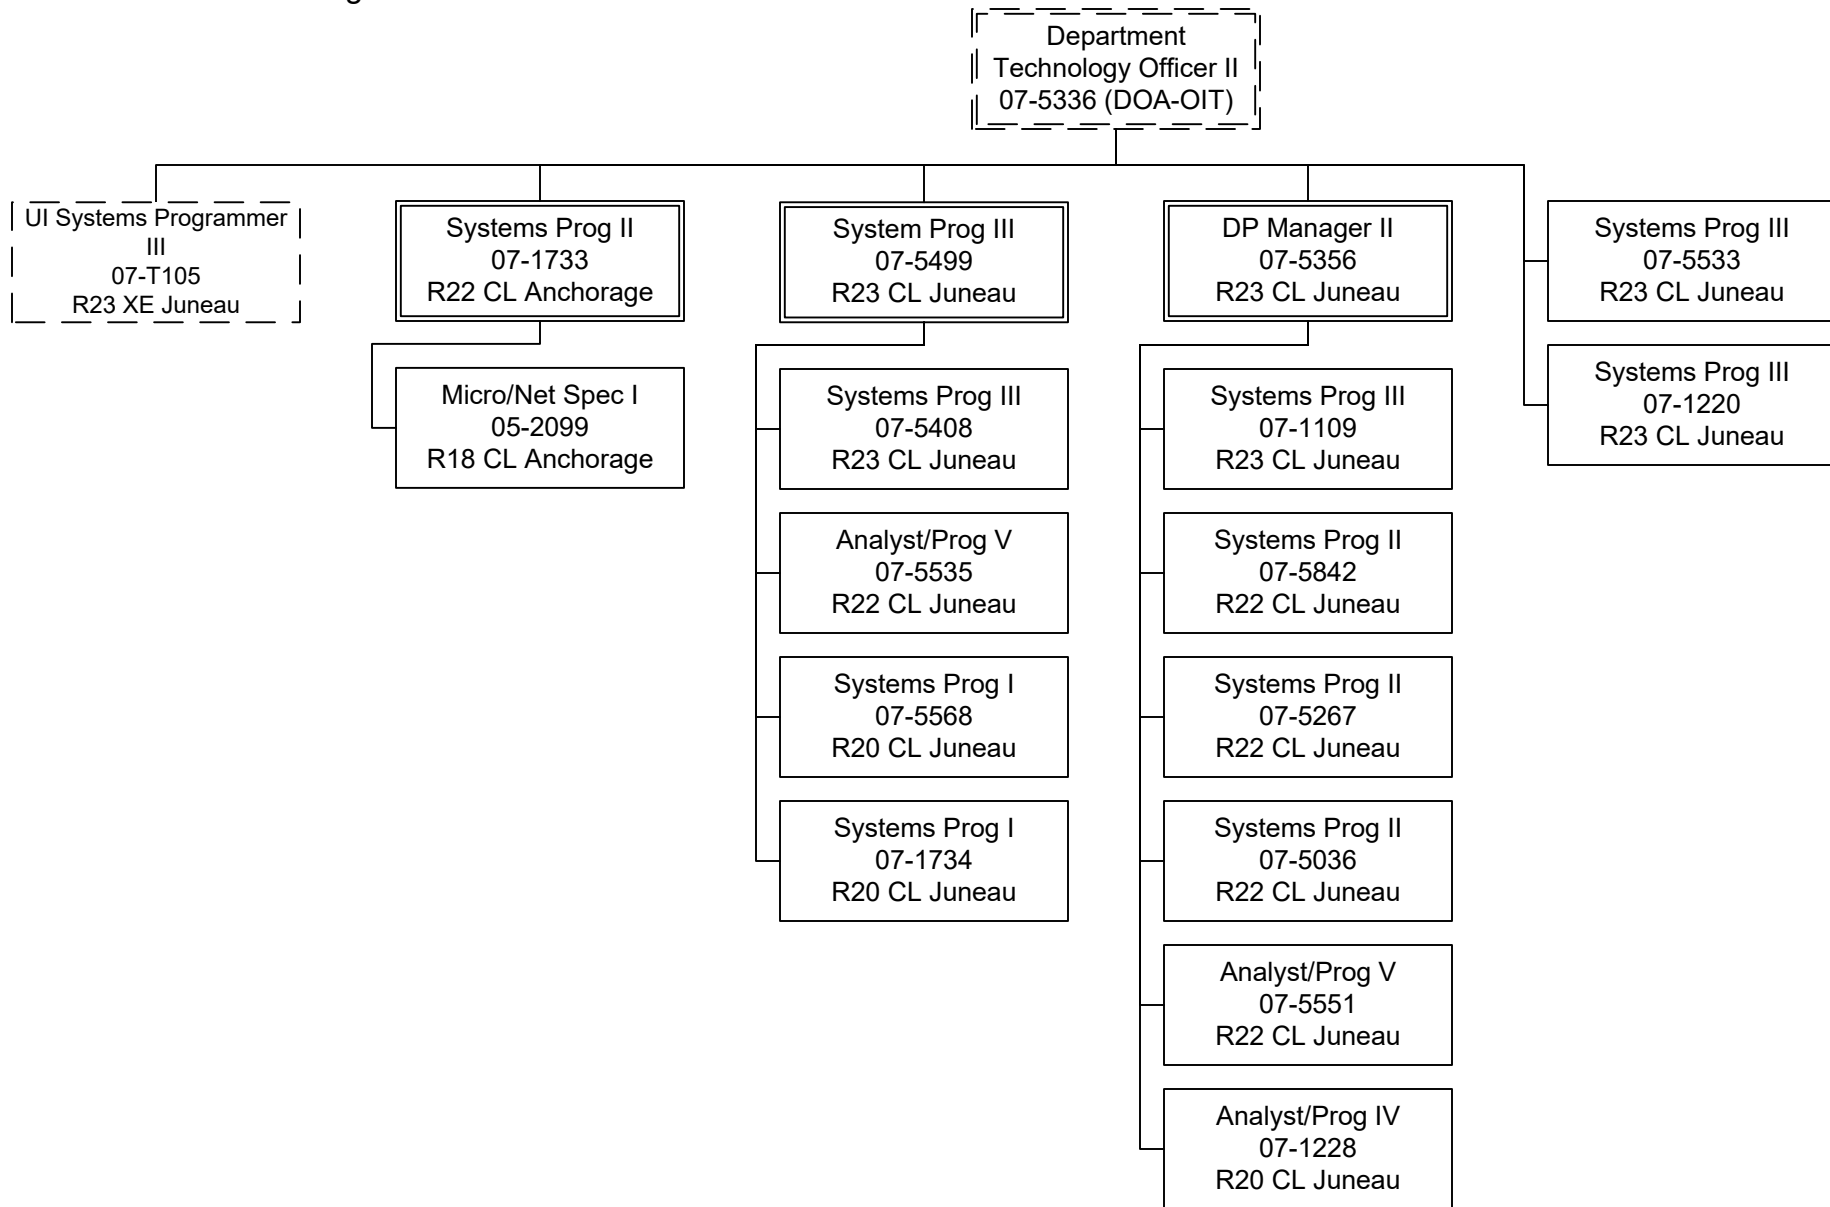 Department
Technology Officer II
07-5336 (DOA-OIT)
UI Systems Programmer
III
07-T105
R23 XE Juneau
Systems Prog II
07-1733
R22 CL Anchorage
Micro/Net Spec I
05-2099
R18 CL Anchorage
System Prog III
07-5499
R23 CL Juneau
Systems Prog III
07-5408
R23 CL Juneau
Analyst/Prog V
07-5535
R22 CL Juneau
Systems Prog I
07-5568
R20 CL Juneau
Systems Prog I
07-1734
R20 CL Juneau
DP Manager II
07-5356
R23 CL Juneau
Systems Prog III
07-1109
R23 CL Juneau
Systems Prog II
07-5842
R22 CL Juneau
Systems Prog II
07-5267
R22 CL Juneau
Systems Prog II
07-5036
R22 CL Juneau
Analyst/Prog V
07-5551
R22 CL Juneau
Analyst/Prog IV
07-1228
R20 CL Juneau
Systems Prog III
07-5533
R23 CL Juneau
Systems Prog III
07-1220
R23 CL Juneau